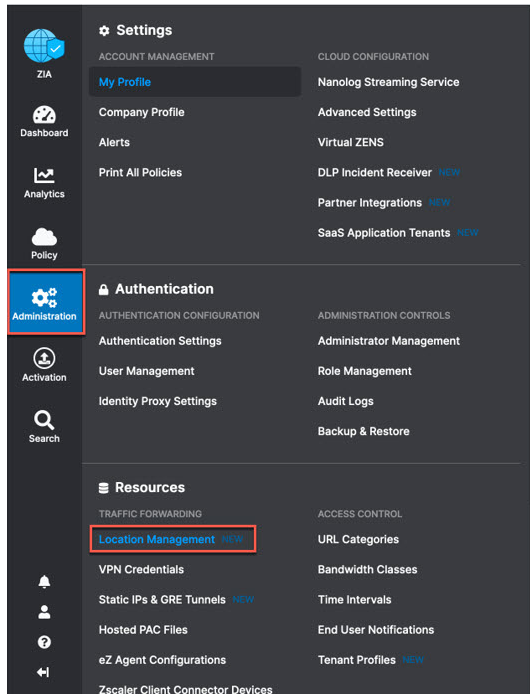 ZIA
Dashboard
Analytics
Policy
Administration
Activation
Search
Settings
ACCOUNT MANAGEMENT
My Profile
Company Profile
Alerts
Print All Policies
CLOUD CONFIGURATION
Nanolog Streaming Service
Advanced Settings
Virtual ZENS
DLP Incident Receiver NEW
Partner Integrations NEW
SaaS Application Tenants NEW
Authentication
AUTHENTICATION CONFIGURATION
Authentication Settings
User Management
Identity Proxy Settings
ADMINISTRATION CONTROLS
Administrator Management
Role Management
Audit Logs
Backup & Restore
Resources
TRAFFIC FORWARDING
Location Management NEW
VPN Credentials
Static IPs & GRE Tunnels NEW
Hosted PAC Files
eZ Agent Configurations
Zscaler Client Connector Devices
ACCESS CONTROL
URL Categories
Bandwidth Classes
Time Intervals
End User Notifications
Tenant Profiles NEW